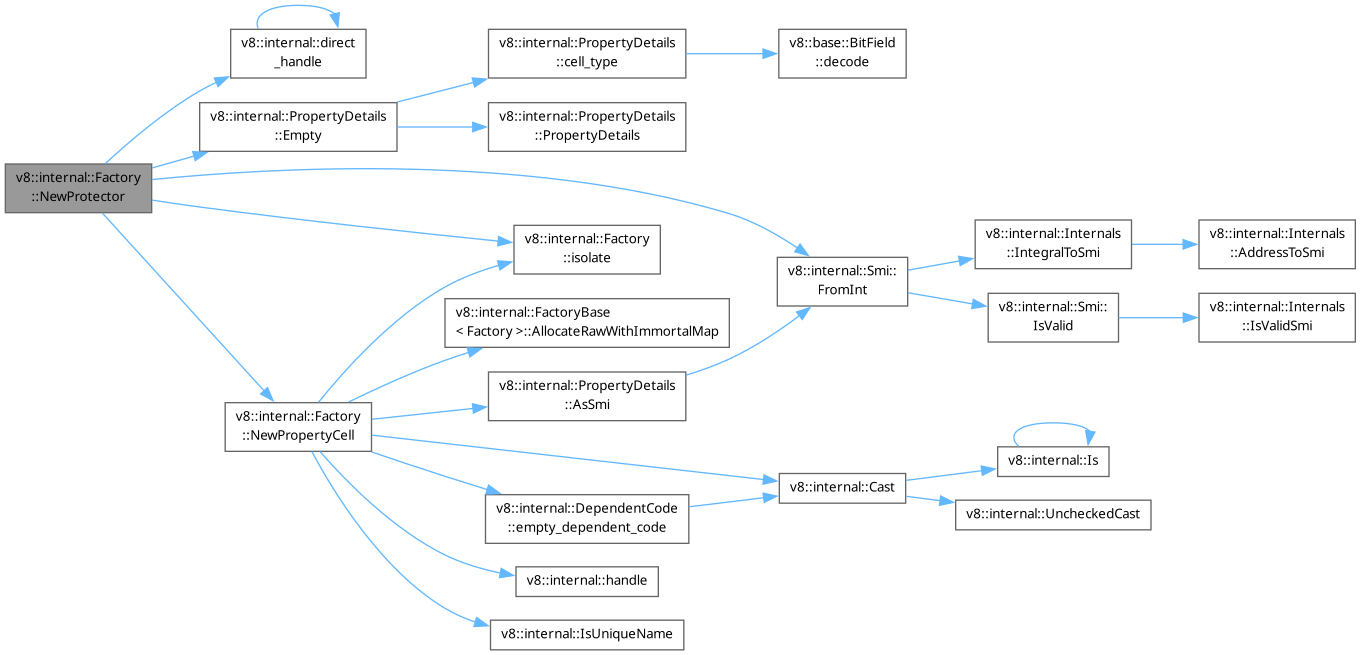 v8::internal::direct
_handle
v8::internal::PropertyDetails
::cell_type
v8::base::BitField
::decode
v8::internal::PropertyDetails
::Empty
v8::internal::PropertyDetails
::PropertyDetails
v8::internal::Factory
::NewProtector
v8::internal::Factory
::isolate
v8::internal::Smi::
FromInt
v8::internal::Internals
::IntegralToSmi
v8::internal::Internals
::AddressToSmi
v8::internal::FactoryBase
< Factory >::AllocateRawWithImmortalMap
v8::internal::Smi::
IsValid
v8::internal::Internals
::IsValidSmi
v8::internal::PropertyDetails
::AsSmi
v8::internal::Factory
::NewPropertyCell
v8::internal::Cast
v8::internal::Is
v8::internal::UncheckedCast
v8::internal::DependentCode
::empty_dependent_code
v8::internal::handle
v8::internal::IsUniqueName